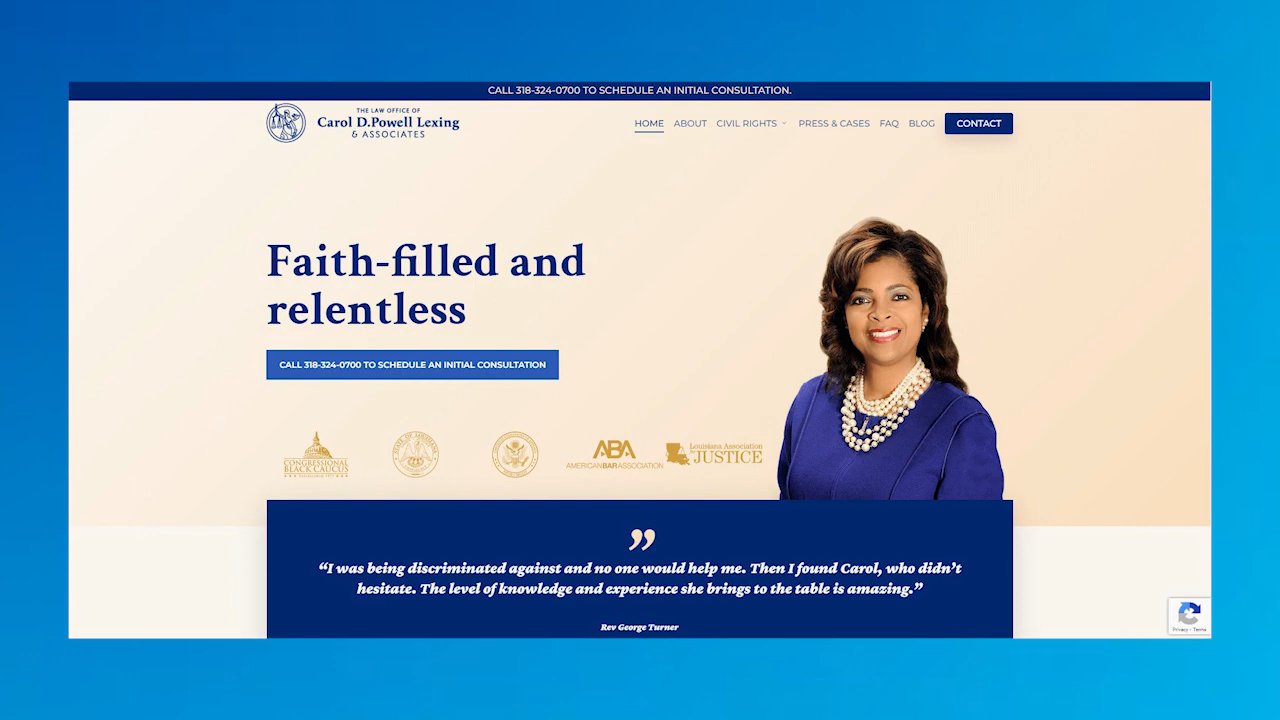 CALL 318-324-0700 TO SCHEDULE AN INITIAL CONSULTATION.
THE LAW OFFICE OF
Carol D.Powell Lexing
& ASSOCIATES
HOME ABOUT CIVIL RIGHTS PRESS & CASES FAQ BLOG CONTACT
Faith-filled and
relentless
CALL 318-324-0700 TO SCHEDULE AN INITIAL CONSULTATION
CONGRESSIONAL
BLACK CAUCUS
ABA
AMERICANBARASSOCIATION
Louisiana Association
JUSTICE
”
“I was being discriminated against and no one would help me. Then I found Carol, who didn’t
hesitate. The level of knowledge and experience she brings to the table is amazing.”
Rev George Turner
Privacy - Terms